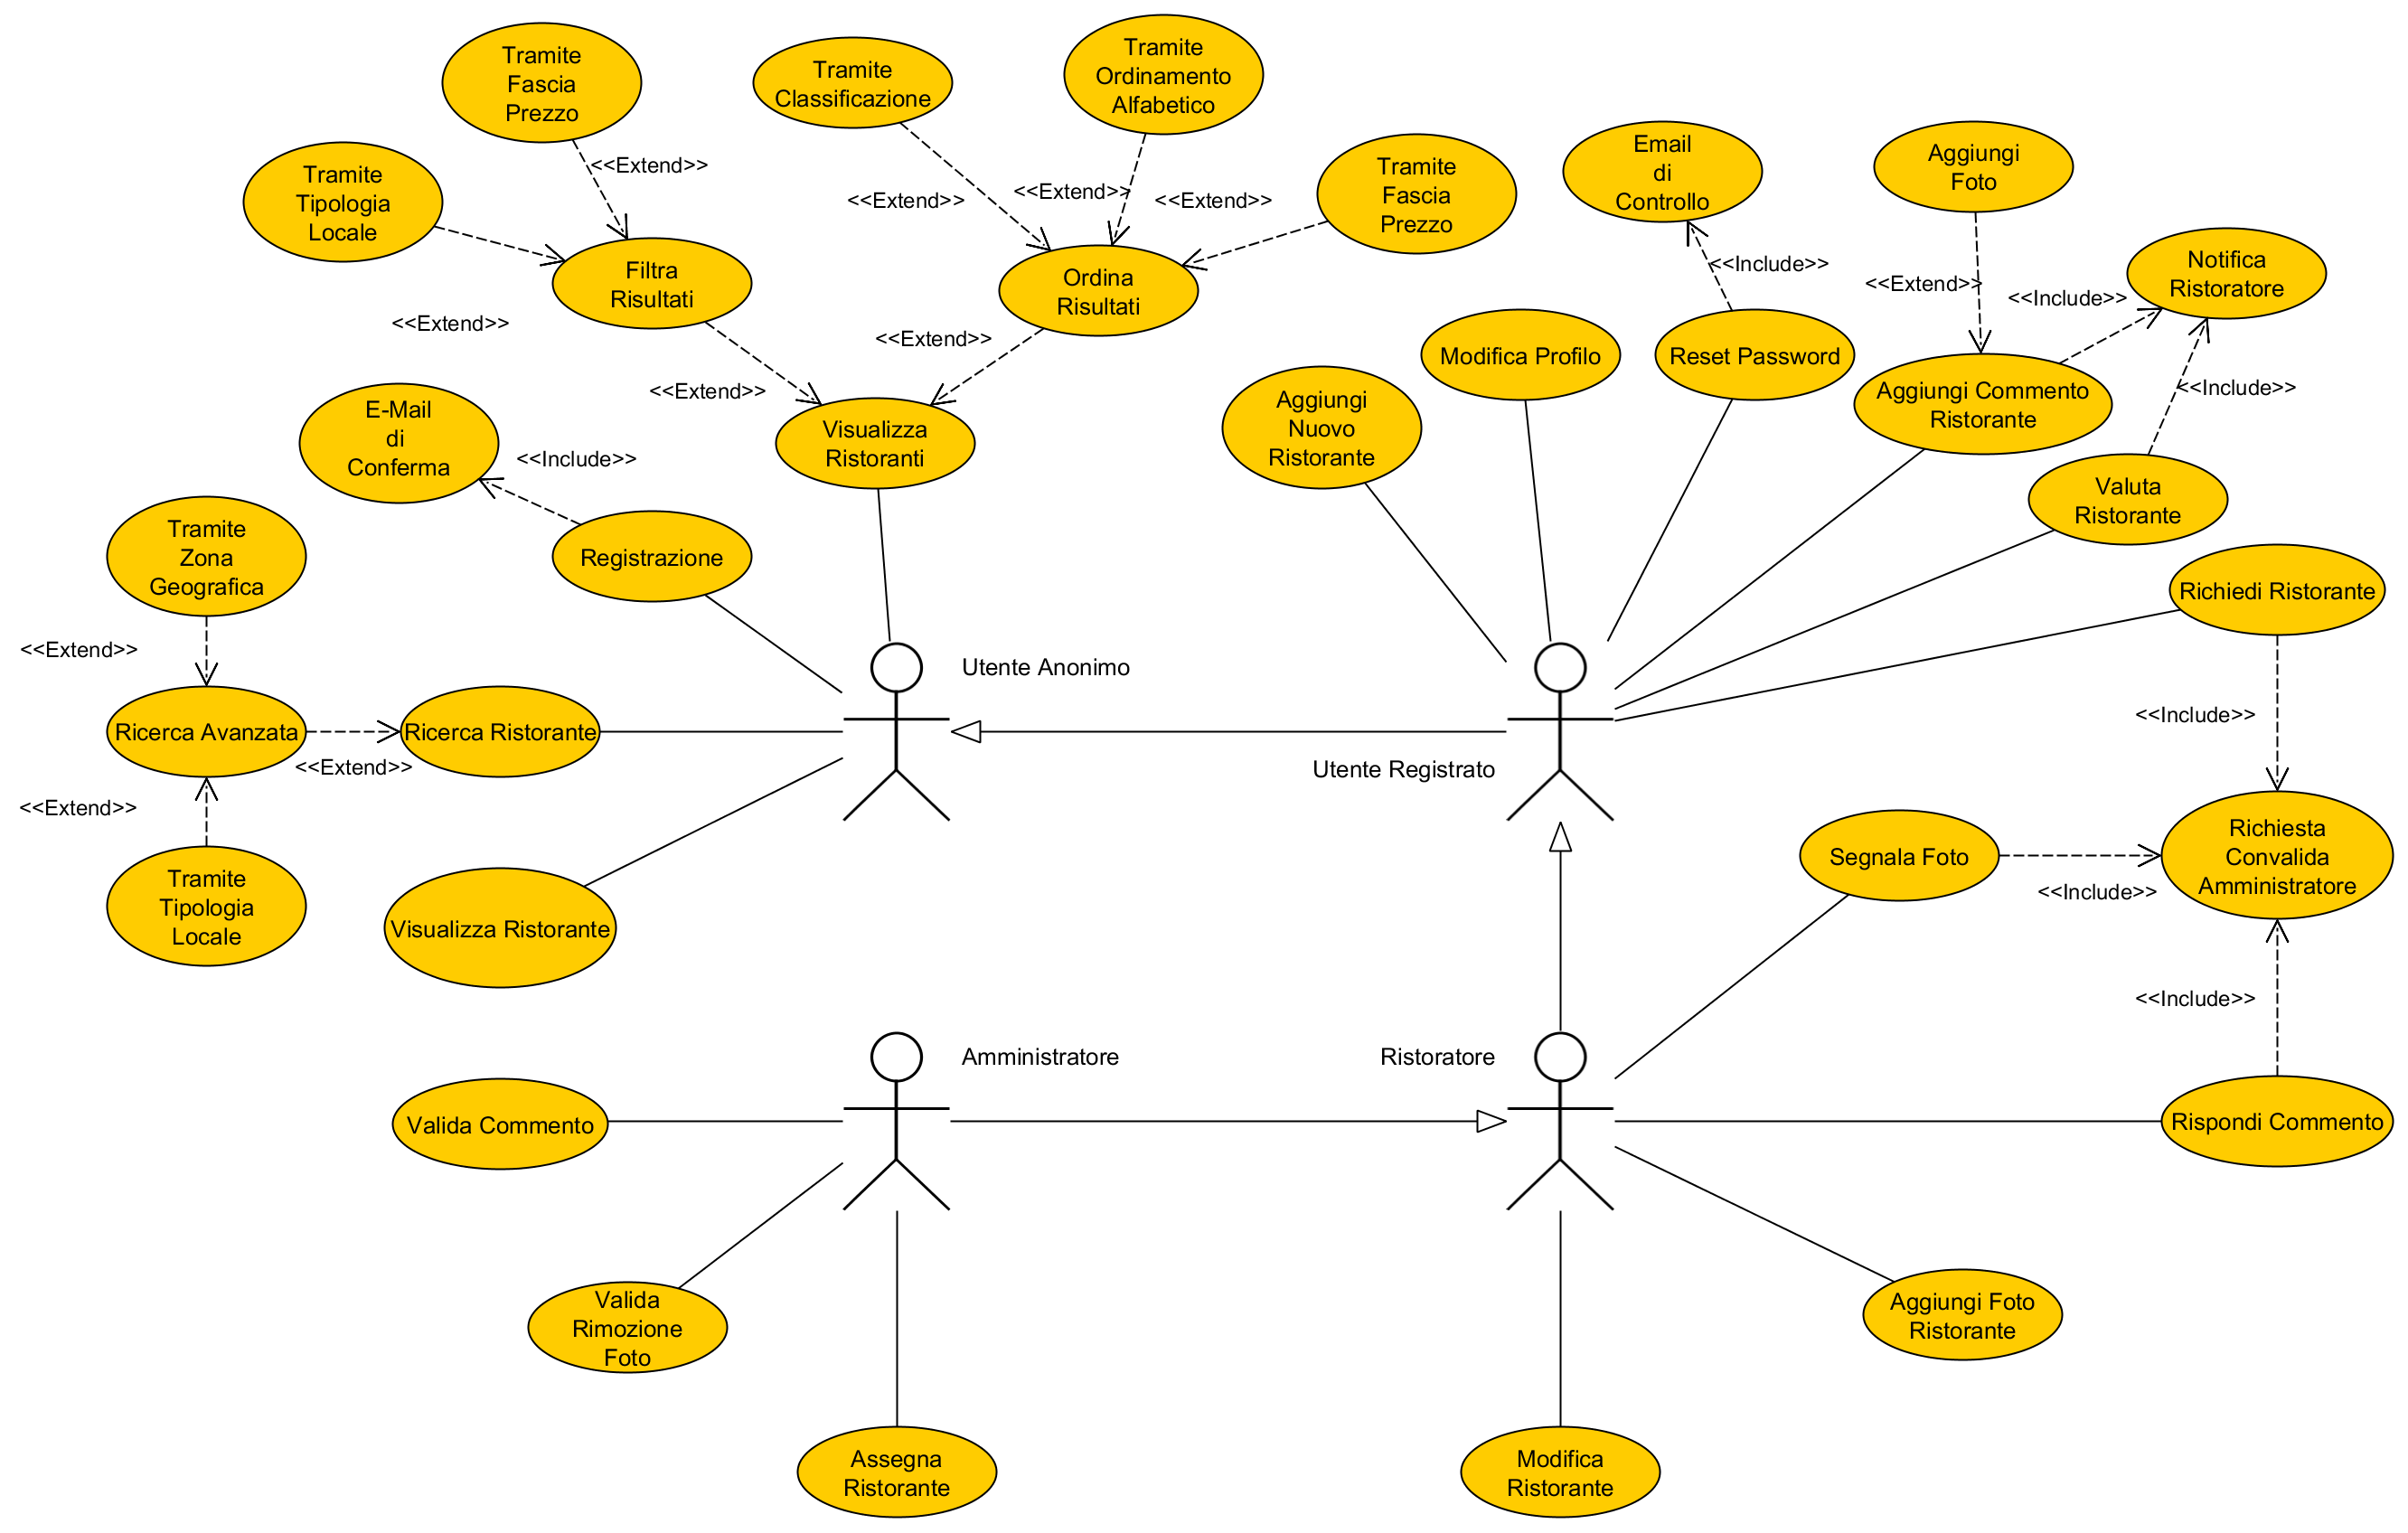 Tramite
Fascia
Prezzo
Tramite
Classificazione
Tramite
Ordinamento
Alfabetico
Tramite
Tipologia
Locale
<<Extend>>
<<Extend>>
<<Extend>>
<<Extend>>
Tramite
Fascia
Prezzo
Email
di
Controllo
Aggiungi
Foto
Filtra
Risultati
Ordina
Risultati
<<Include>>
<<Extend>>
<<Include>>
Notifica
Ristoratore
<<Extend>>
<<Extend>>
<<Extend>>
Modifica Profilo
Reset Password
<<Include>>
E-Mail
di
Conferma
<<Include>>
Visualizza
Ristoranti
Aggiungi
Nuovo
Ristorante
Aggiungi Commento
Ristorante
Valuta
Ristorante
Tramite
Zona
Geografica
Registrazione
Richiedi Ristorante
<<Extend>>
Utente Anonimo
<<Include>>
Ricerca Avanzata
Ricerca Ristorante
<<Extend>>
Utente Registrato
<<Extend>>
Tramite
Tipologia
Locale
Visualizza Ristorante
Segnala Foto
<<Include>>
Richiesta
Convalida
Amministratore
<<Include>>
Amministratore
Ristoratore
Valida Commento
Rispondi Commento
Valida
Rimozione
Foto
Aggiungi Foto
Ristorante
Assegna
Ristorante
Modifica
Ristorante